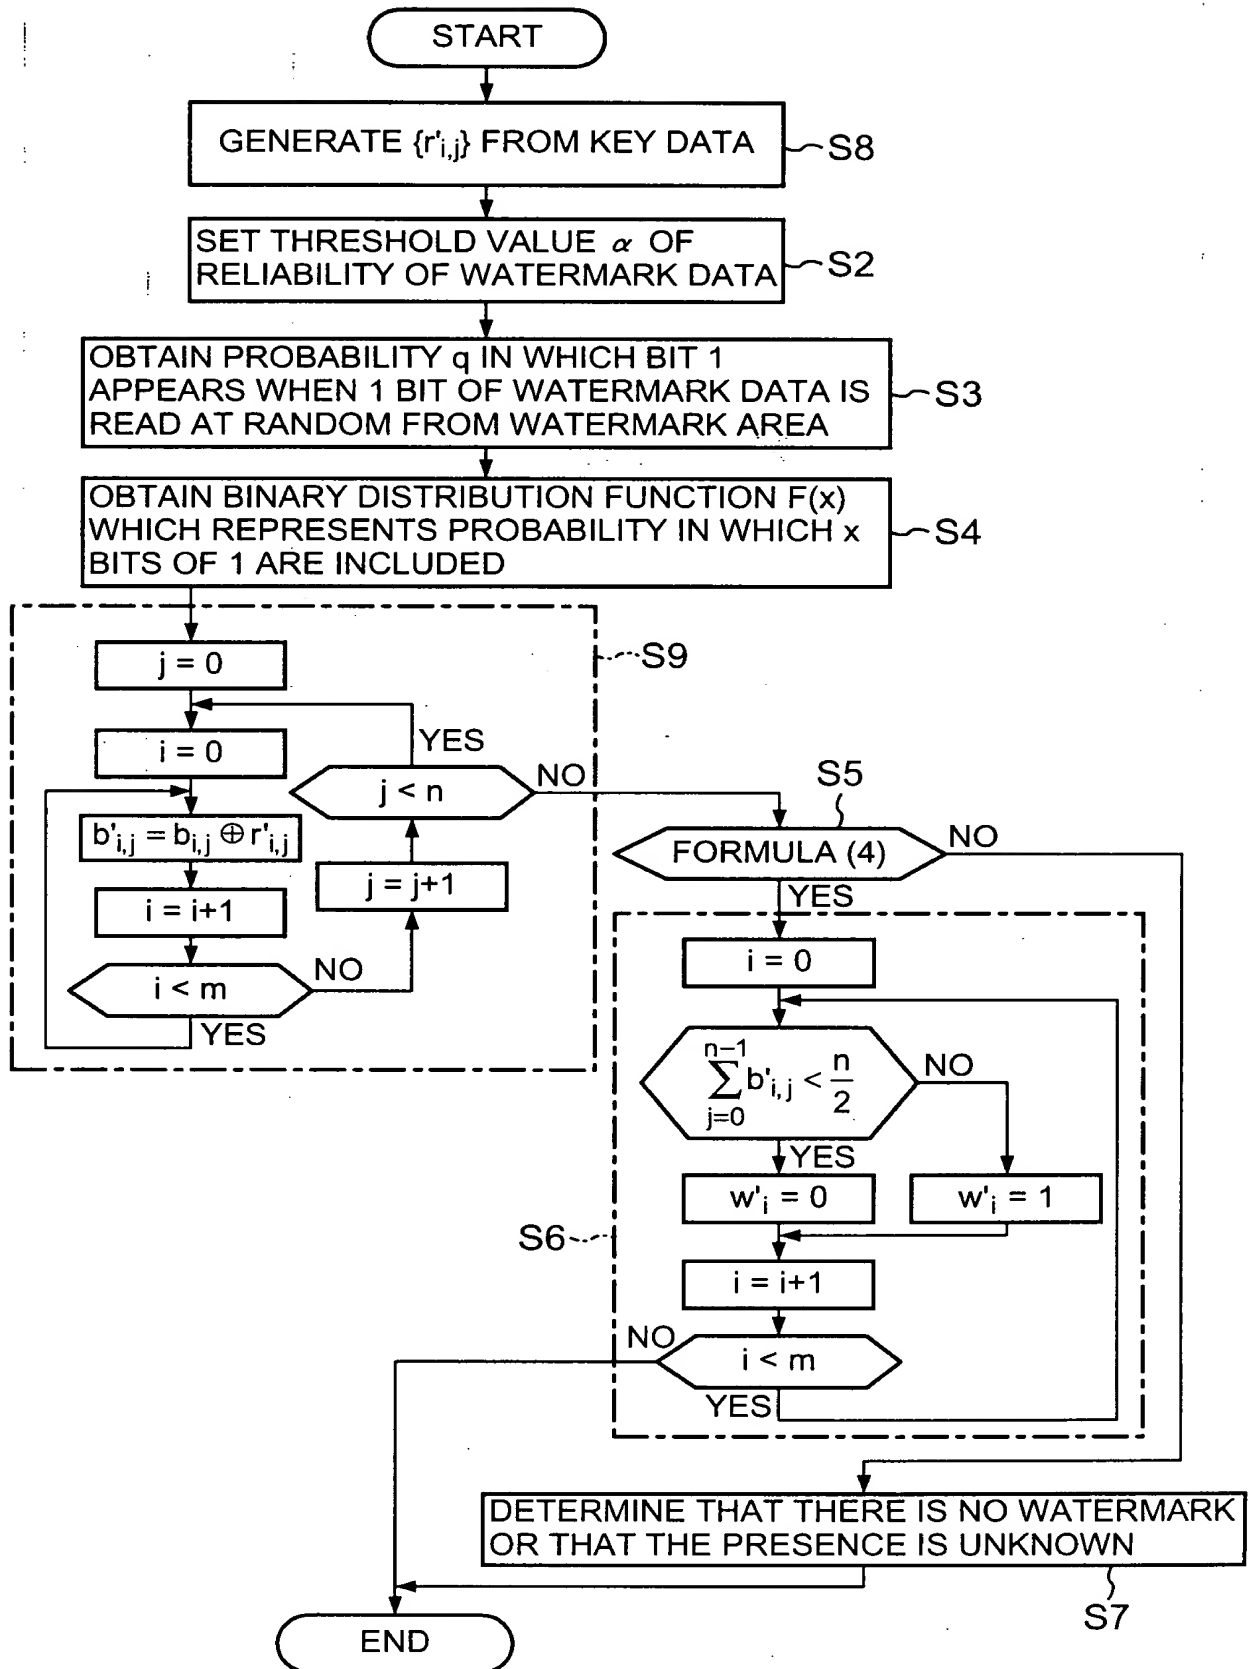 START
GENERATE {r'i,j} FROM KEY DATA
S8
SET THRESHOLD VALUE α OF
RELIABILITY OF WATERMARK DATA
S2
OBTAIN PROBABILITY q IN WHICH BIT 1
APPEARS WHEN 1 BIT OF WATERMARK DATA IS
READ AT RANDOM FROM WATERMARK AREA
S3
OBTAIN BINARY DISTRIBUTION FUNCTION F(x)
WHICH REPRESENTS PROBABILITY IN WHICH x
BITS OF 1 ARE INCLUDED
S4
S9
j = 0
i = 0
b'i,j = bi,j ⊕ r'i,j
i = i+1
i < m
YES
NO
j = j+1
j < n
YES
NO
S5
FORMULA (4)
NO
YES
S6
i = 0
n−1
∑ b'i,j < n/2
j=0
NO
YES
w'i = 0
w'i = 1
i = i+1
i < m
NO
YES
DETERMINE THAT THERE IS NO WATERMARK
OR THAT THE PRESENCE IS UNKNOWN
S7
END